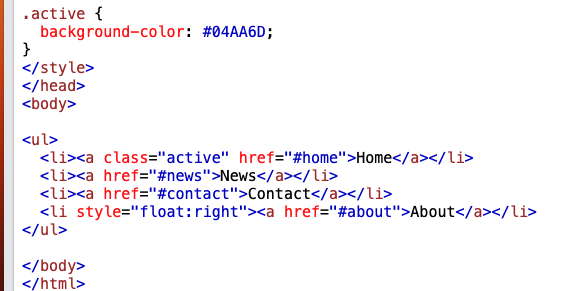 .active {
  background-color: #04AA6D;
}
</style>
</head>
<body>

<ul>
  <li><a class="active" href="#home">Home</a></li>
  <li><a href="#news">News</a></li>
  <li><a href="#contact">Contact</a></li>
  <li style="float:right"><a href="#about">About</a></li>
</ul>

</body>
</html>